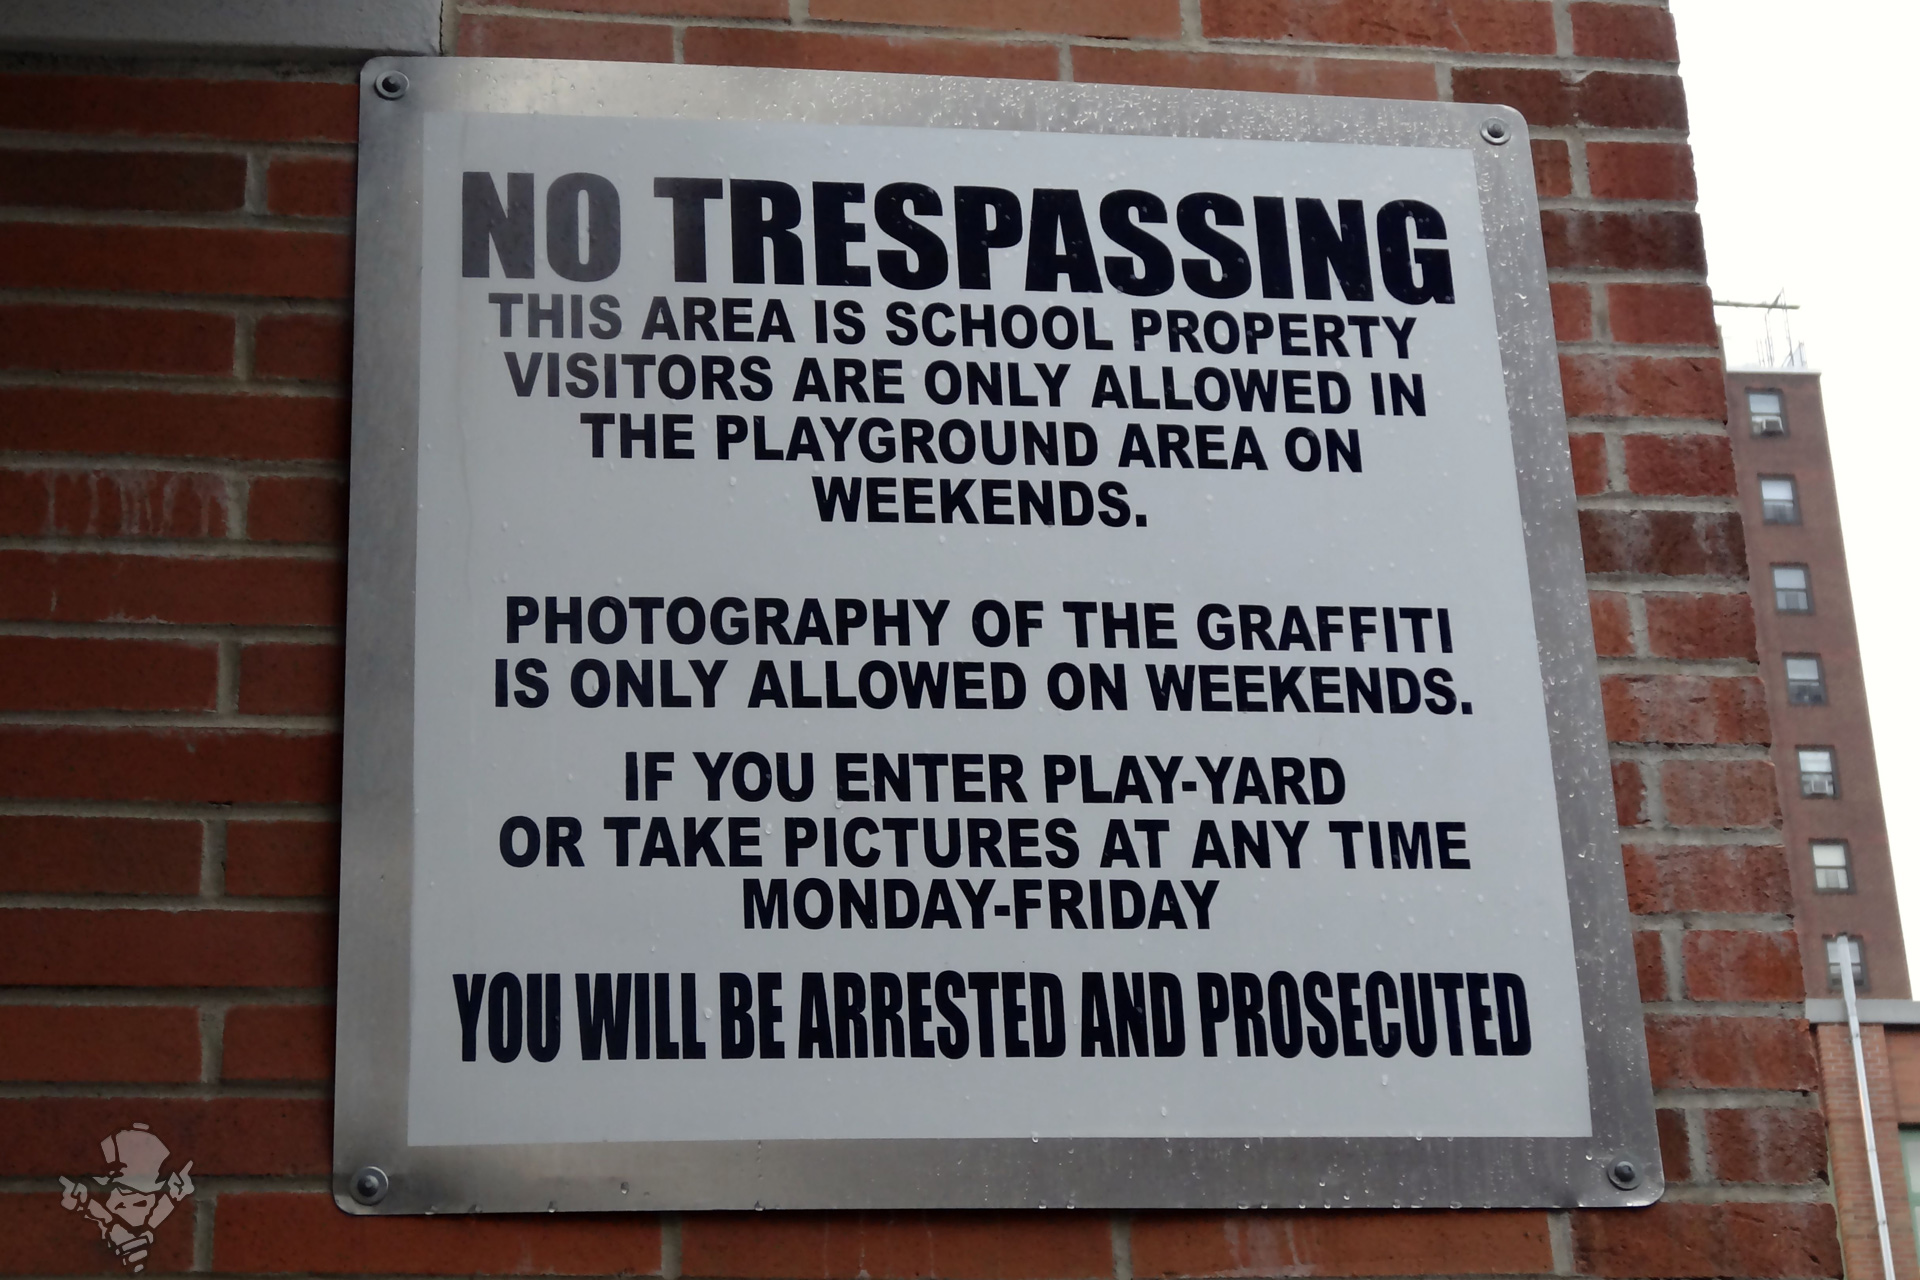 NO TRESPASSING
THIS AREA IS SCHOOL PROPERTY
VISITORS ARE ONLY ALLOWED IN
THE PLAYGROUND AREA ON
WEEKENDS.
PHOTOGRAPHY OF THE GRAFFITI
IS ONLY ALLOWED ON WEEKENDS.
IF YOU ENTER PLAY-YARD
OR TAKE PICTURES AT ANY TIME
MONDAY-FRIDAY
YOU WILL BE ARRESTED AND PROSECUTED